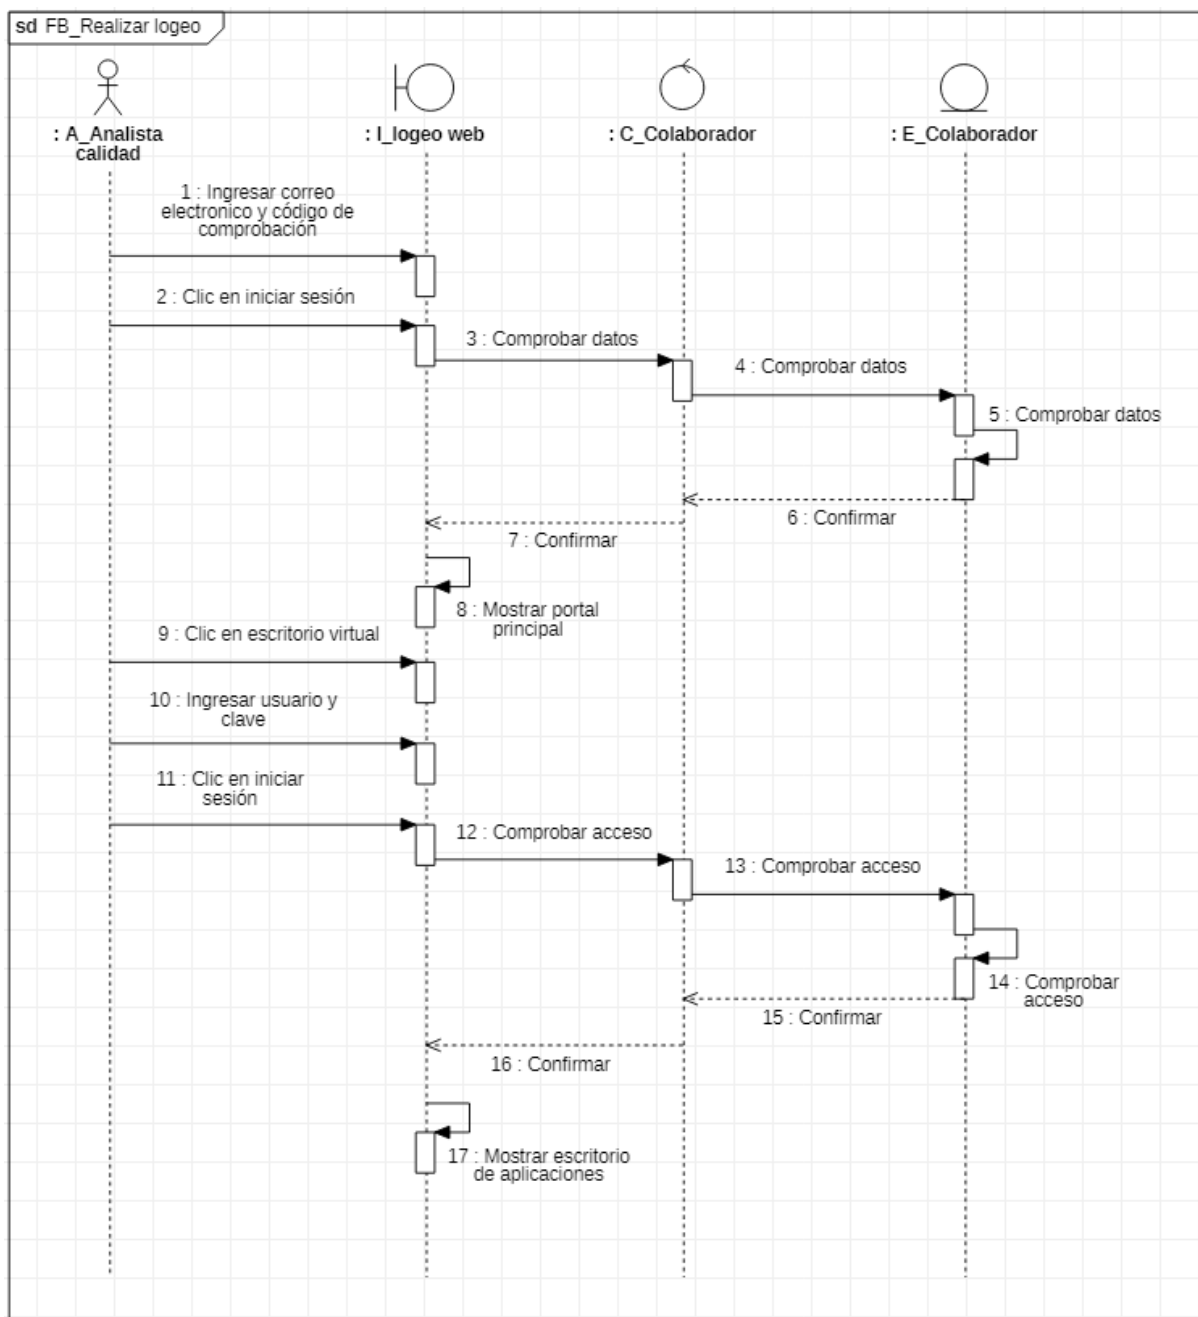 sd FB_Realizar logeo
: A_Analista
calidad
: I_logeo web
: C_Colaborador
: E_Colaborador
1 : Ingresar correo
electronico y código de
comprobación
2 : Clic en iniciar sesión
3 : Comprobar datos
4 : Comprobar datos
5 : Comprobar datos
6 : Confirmar
7 : Confirmar
8 : Mostrar portal
principal
9 : Clic en escritorio virtual
10 : Ingresar usuario y
clave
11 : Clic en iniciar
sesión
12 : Comprobar acceso
13 : Comprobar acceso
14 : Comprobar
acceso
15 : Confirmar
16 : Confirmar
17 : Mostrar escritorio
de aplicaciones